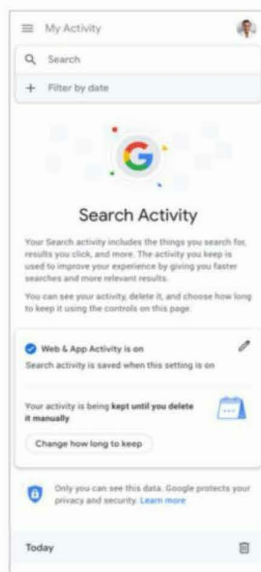 My Activity
Search
+ Filter by date
G
Search Activity
Your Search activity includes the things you search for,
results you click, and more. The activity you keep is
used to improve your experience by giving you faster
searches and more relevant results.
You can see your activity, delete it, and choose how long
to keep it using the controls on this page.
Web & App Activity is on
Search activity is saved when this setting is on
Your activity is being kept until you delete
it manually
Change how long to keep
Only you can see this data. Google protects your
privacy and security. Learn more
Today